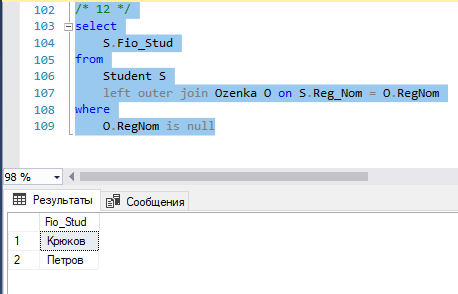 102 /* 12 */
103 select
104 S.Fio_Stud
105 from
106 Student S
107 left outer join Ozenka O on S.Reg_Nom = O.RegNom
108 where
109 O.RegNom is null
98 %
Результаты Сообщения
Fio_Stud
1 Крюков
2 Петров